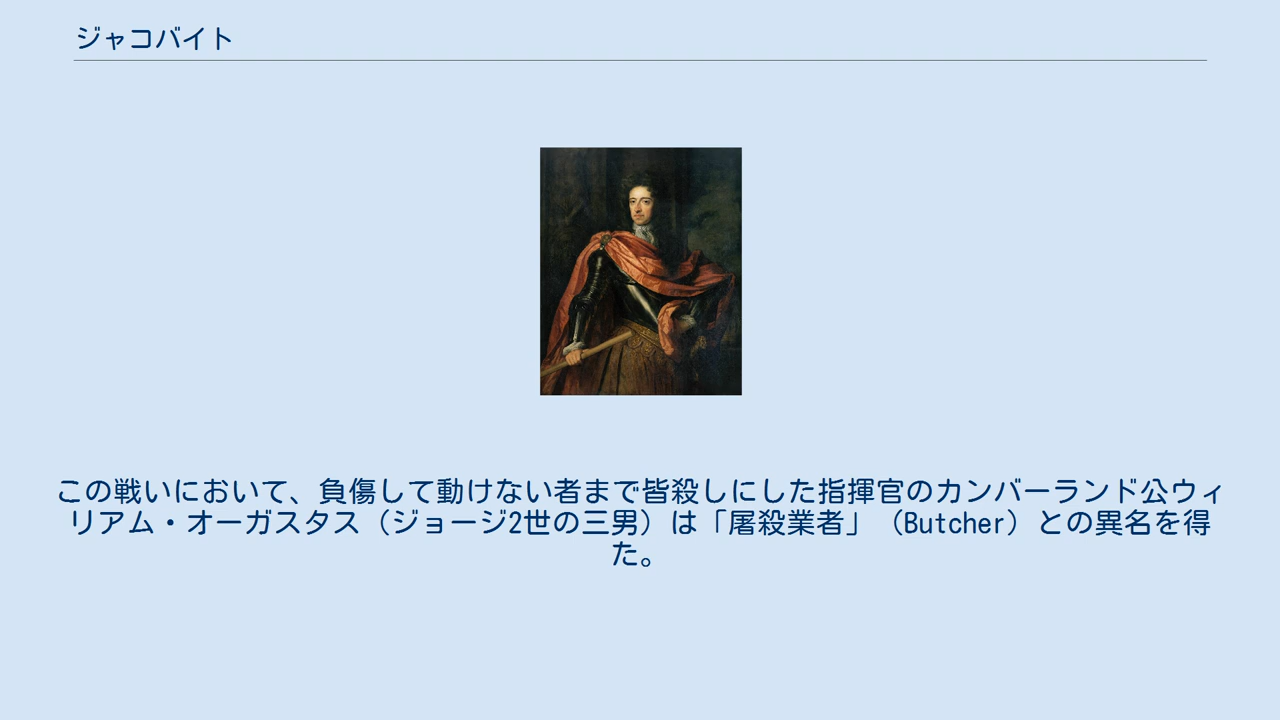 ジャコバイト
この戦いにおいて、負傷して動けない者まで皆殺しにした指揮官のカンバーランド公ウィ
リアム・オーガスタス（ジョージ2世の三男）は「屠殺業者」（Butcher）との異名を得
た。